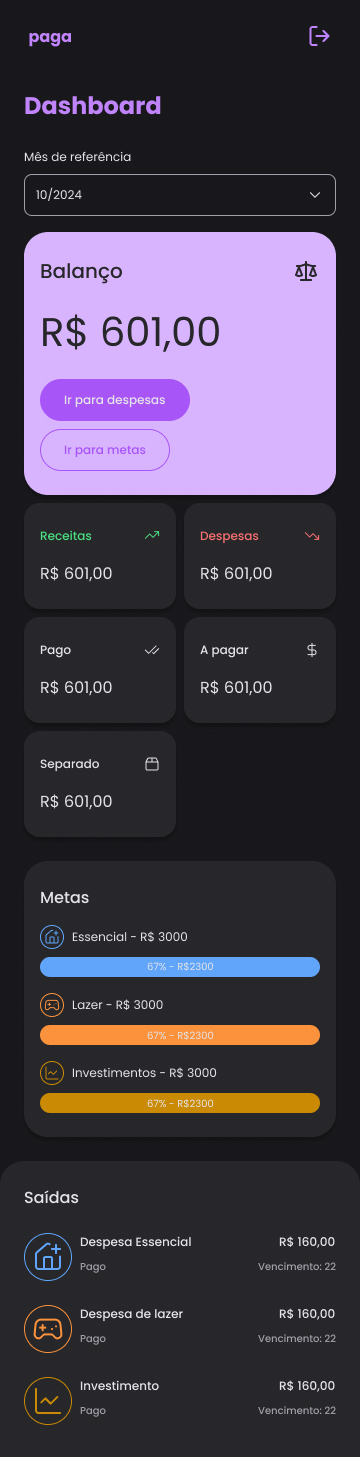 paga
Dashboard
Mês de referência
10/2024
Balanço
R$ 601,00
Ir para despesas
Ir para metas
Receitas
Despesas
R$ 601,00
R$ 601,00
Pago
A pagar
R$ 601,00
R$ 601,00
Separado
R$ 601,00
Metas
Essencial - R$ 3000
67% - R$2300
Lazer - R$ 3000
67% - R$2300
Investimentos - R$ 3000
67% - R$2300
Saídas
Despesa Essencial R$ 160,00
Pago Vencimento: 22
Despesa de lazer R$ 160,00
Pago Vencimento: 22
Investimento R$ 160,00
Pago Vencimento: 22